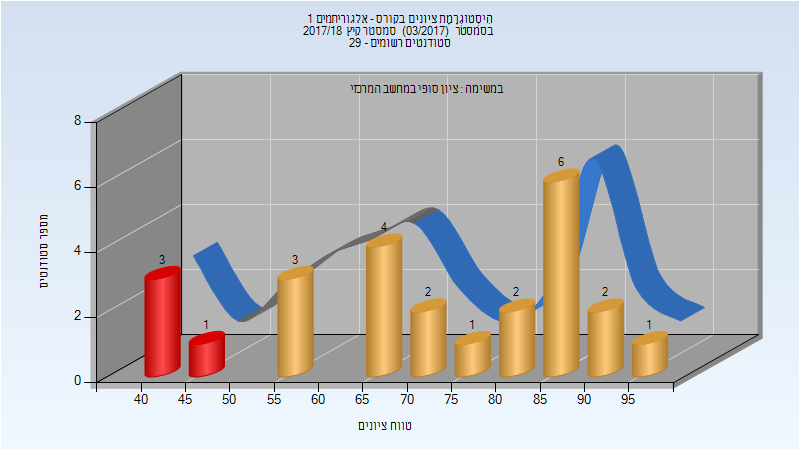 הִיסְטוֹגְרָמַת ציונים בקורס - אלגוריתמים 1
בסמסטר (03/2017) סמסטר קיץ 2017/18
סטודנטים רשומים - 29
במשימה : ציון סופי במחשב המרכזי
8
6
4
2
0
מספר סטודנטים
3
1
3
4
2
1
2
6
2
1
40 45 50 55 60 65 70 75 80 85 90 95
טווח ציונים